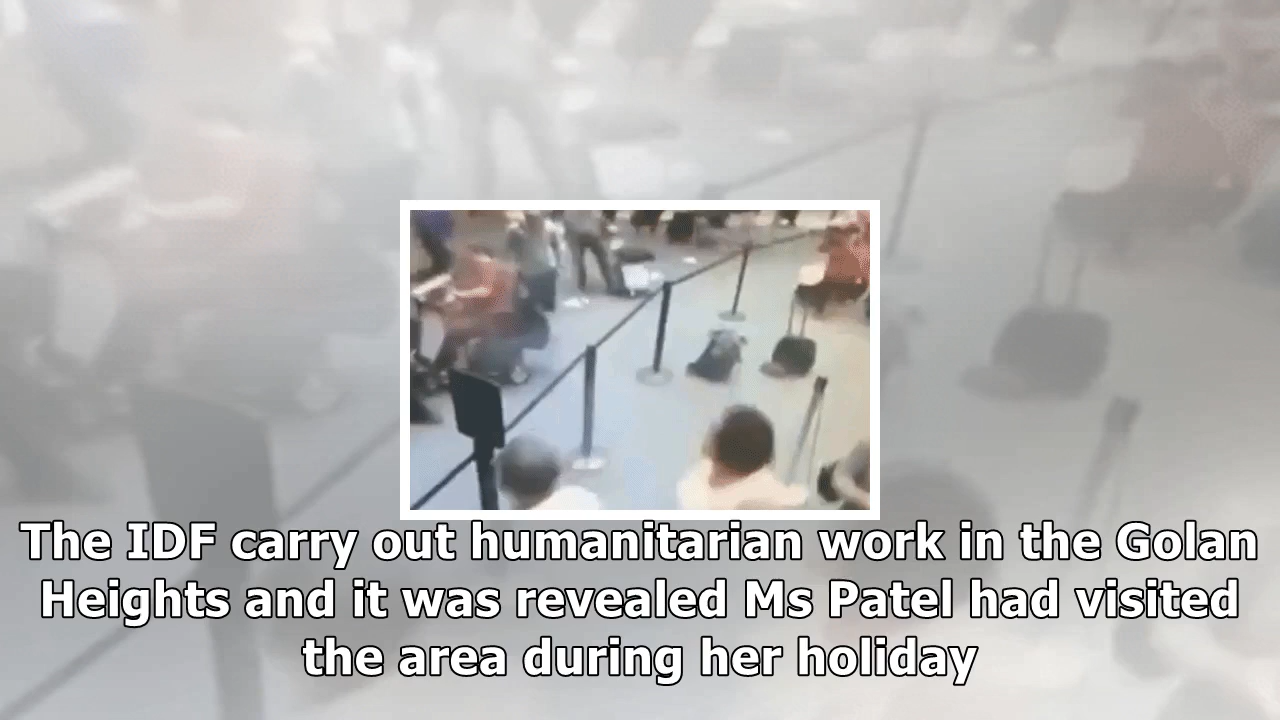 The IDF carry out humanitarian work in the Golan
Heights and it was revealed Ms Patel had visited
the area during her holiday